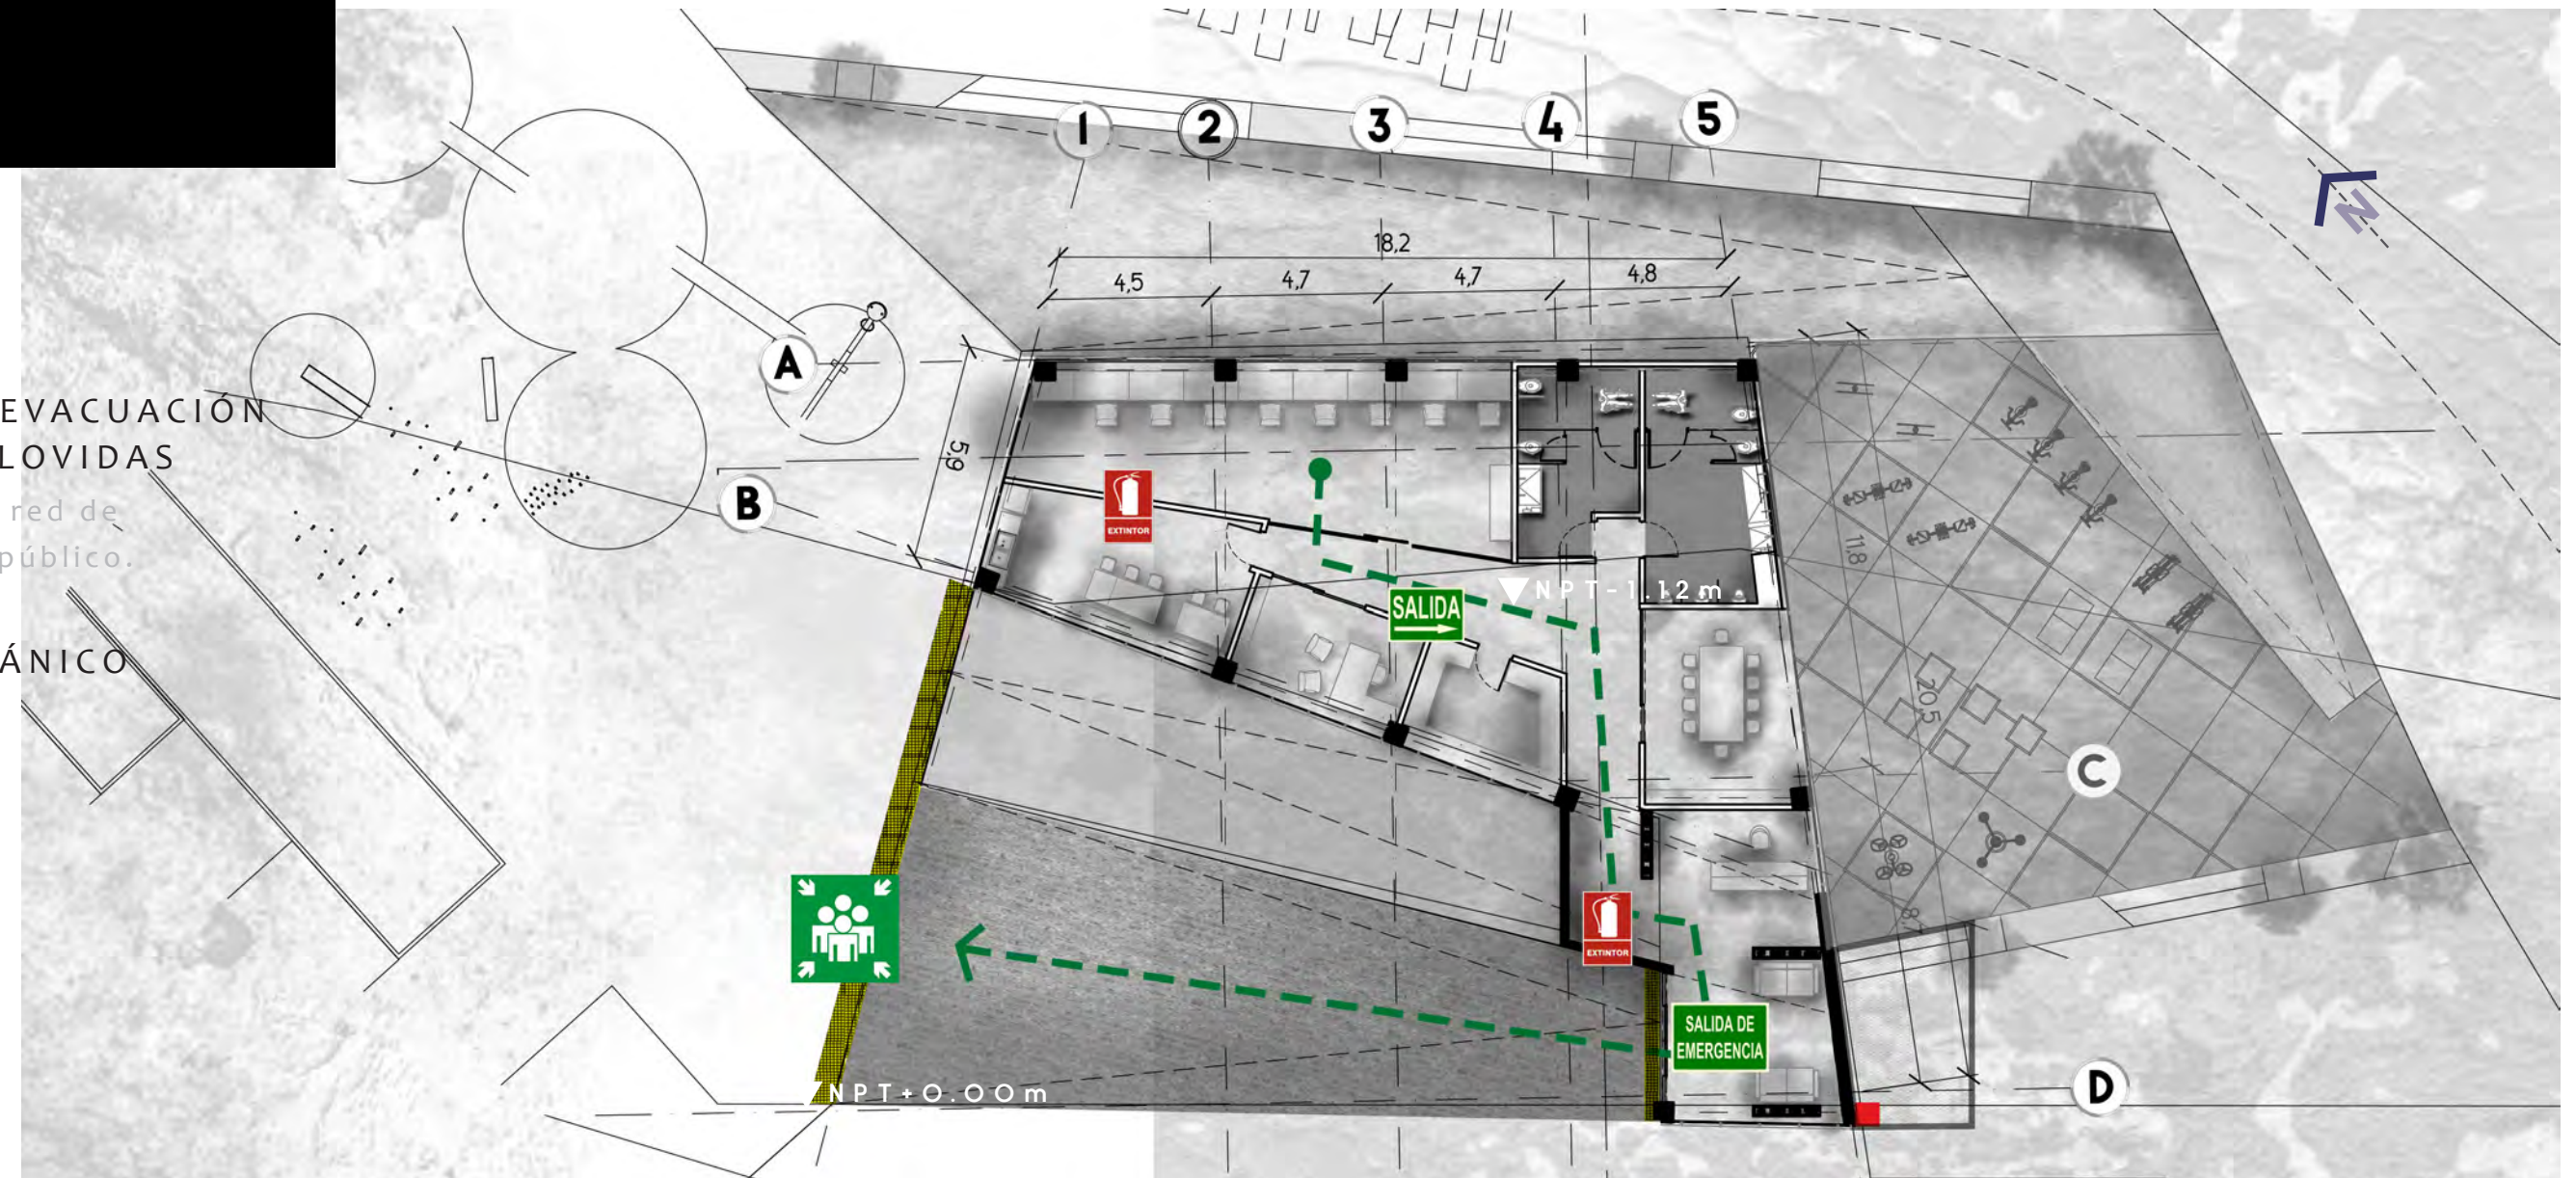 1 2 3 4 5
N
18,2
4,5 4,7 4,7 4,8
A
EVACUACIÓN
LOVIDAS
red de
público.
5,9
B
EXTINTOR
11,8
NPT-1.12m
SALIDA
ÁNICO
20,5
C
EXTINTOR
8,
SALIDA DE
EMERGENCIA
NPT+0.00m
D